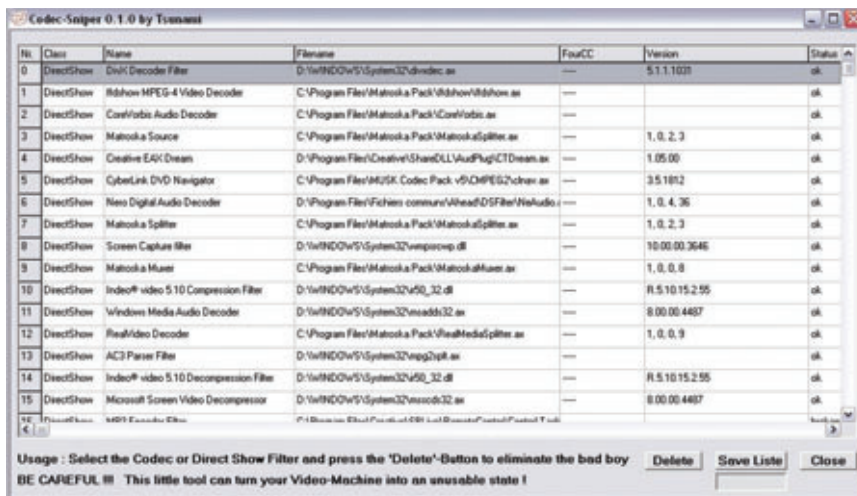 Codec-Sniper 0.1.0 by Tsunami
Nr. Class Name Filename FourCC Version Status
0 DirectShow DivX Decoder Filter D:\WINDOWS\System32\divxdec.ax ---- 5.1.1.1031 ok
1 DirectShow ffdshow MPEG-4 Video Decoder C:\Program Files\Matroska Pack\ffdshow\ffdshow.ax ---- ok
2 DirectShow CoreVorbis Audio Decoder C:\Program Files\Matroska Pack\CoreVorbis.ax ---- ok
3 DirectShow Matroska Source C:\Program Files\Matroska Pack\MatroskaSplitter.ax ---- 1, 0, 2, 3 ok
4 DirectShow Creative EAX Dream D:\Program Files\Creative\ShareDLL\AudPlug\CTDream.ax ---- 1.05.00 ok
5 DirectShow CyberLink DVD Navigator C:\Program Files\MUSK Codec Pack v5\CMPEG2\clnav.ax ---- 3.5.1812 ok
6 DirectShow Nero Digital Audio Decoder D:\Program Files\Fichiers communs\Ahead\DSFilter\NeAudio. ---- 1, 0, 4, 36 ok
7 DirectShow Matroska Splitter C:\Program Files\Matroska Pack\MatroskaSplitter.ax ---- 1, 0, 2, 3 ok
8 DirectShow Screen Capture filter D:\WINDOWS\System32\wmpsrcwp.dll ---- 10.00.00.3646 ok
9 DirectShow Matroska Muxer C:\Program Files\Matroska Pack\MatroskaMuxer.ax ---- 1, 0, 0, 8 ok
10 DirectShow Indeo® video 5.10 Compression Filter D:\WINDOWS\System32\ir50_32.dll ---- R.5.10.15.2.55 ok
11 DirectShow Windows Media Audio Decoder D:\WINDOWS\System32\msadds32.ax ---- 8.00.00.4487 ok
12 DirectShow RealVideo Decoder C:\Program Files\Matroska Pack\RealMediaSplitter.ax ---- 1, 0, 0, 9 ok
13 DirectShow AC3 Parser Filter D:\WINDOWS\System32\mpg2splt.ax ---- ok
14 DirectShow Indeo® video 5.10 Decompression Filter D:\WINDOWS\System32\ir50_32.dll ---- R.5.10.15.2.55 ok
15 DirectShow Microsoft Screen Video Decompressor D:\WINDOWS\System32\msscds32.ax ---- 8.00.00.4487 ok
Usage : Select the Codec or Direct Show Filter and press the 'Delete'-Button to eliminate the bad boy
Delete Save Liste Close
BE CAREFUL !!! This little tool can turn your Video-Machine into an unusable state !